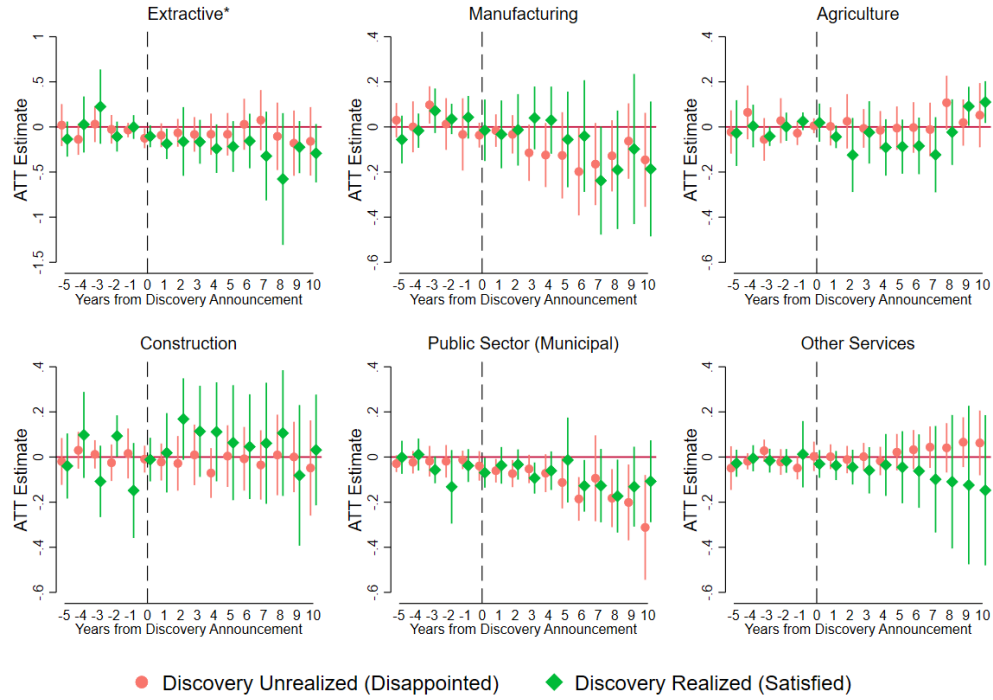 Extractive* Manufacturing Agriculture
ATT Estimate
1
.5
0
-.5
-1
-1.5
-5 -4 -3 -2 -1 0 1 2 3 4 5 6 7 8 9 10
Years from Discovery Announcement
ATT Estimate
.4
.2
0
-.2
-.4
-.6
-5 -4 -3 -2 -1 0 1 2 3 4 5 6 7 8 9 10
Years from Discovery Announcement
ATT Estimate
.4
.2
0
-.2
-.4
-.6
-5 -4 -3 -2 -1 0 1 2 3 4 5 6 7 8 9 10
Years from Discovery Announcement
Construction Public Sector (Municipal) Other Services
ATT Estimate
.4
.2
0
-.2
-.4
-.6
-5 -4 -3 -2 -1 0 1 2 3 4 5 6 7 8 9 10
Years from Discovery Announcement
ATT Estimate
.4
.2
0
-.2
-.4
-.6
-5 -4 -3 -2 -1 0 1 2 3 4 5 6 7 8 9 10
Years from Discovery Announcement
ATT Estimate
.4
.2
0
-.2
-.4
-.6
-5 -4 -3 -2 -1 0 1 2 3 4 5 6 7 8 9 10
Years from Discovery Announcement
Discovery Unrealized (Disappointed) Discovery Realized (Satisfied)